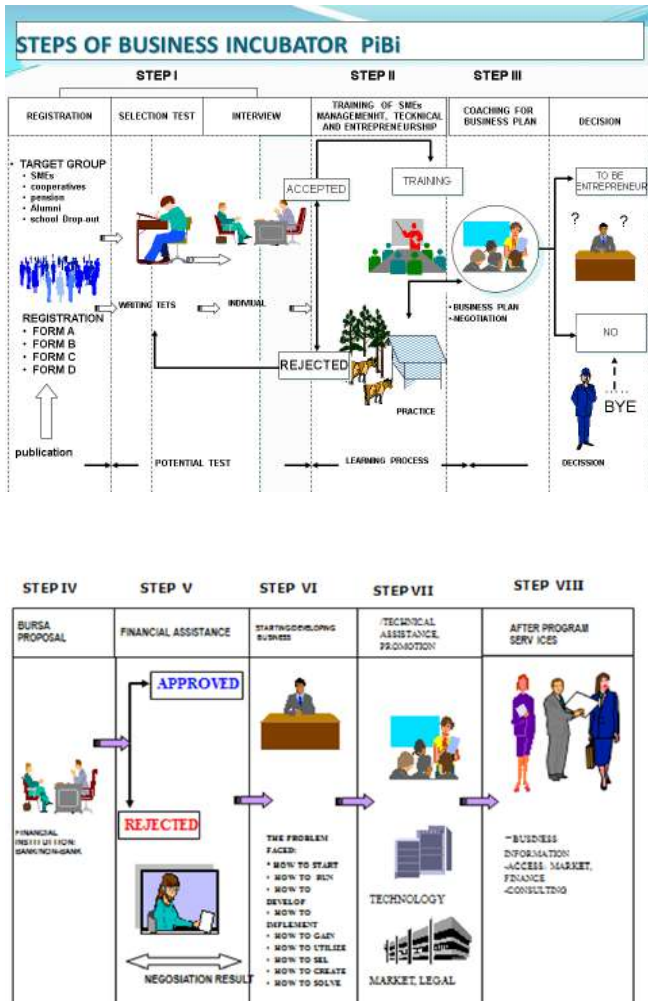 STEPS OF BUSINESS INCUBATOR PiBi
STEP I
STEP II
STEP III
REGISTRATION
SELECTION TEST
INTERVIEW
TRAINING OF SMEs
MANAGEMENHT, TECKNICAL
AND ENTREPRENEURSHIP
COACHING FOR
BUSINESS PLAN
DECISION
• TARGET GROUP
• SMEs
• cooperatives
• pension
• Alumni
• school Drop-out
ACCEPTED
TRAINING
TO BE
ENTREPRENEUR
? ?
WRITING TETS
INDIVIUAL
• BUSINESS PLAN
-NEGOTIATION
REGISTRATION
• FORM A
• FORM B
• FORM C
• FORM D
REJECTED
NO
PRACTICE
BYE
publication
POTENTIAL TEST
LEARNING PROCESS
DECISSION
STEP IV
STEP V
STEP VI
STEP VII
STEP VIII
BURSA
PROPOSAL
FINANCIAL ASSISTANCE
STARTING/DEVELOPING
BUSINESS
/TECHNICAL
ASSISTANCE,
PROMOTION
AFTER PROGRAM
SERV ICES
APPROVED
REJECTED
FINANCIAL
INSTITUTION:
BANK/NON-BANK
THE PROBLEM
FACED:
* HOW TO START
• HOW TO RUN
• HOW TO
DEVELOP
• HOW TO
IMPLEMENT
• HOW TO GAIN
• HOW TO UTILIZE
• HOW TO SEL
• HOW TO CREATE
• HOW TO SOLVE
TECHNOLOGY
MARKET, LEGAL
-BUSINESS
INFORMATION
-ACCESS: MARKET,
FINANCE
-CONSULTING
NEGOSIATION RESULT